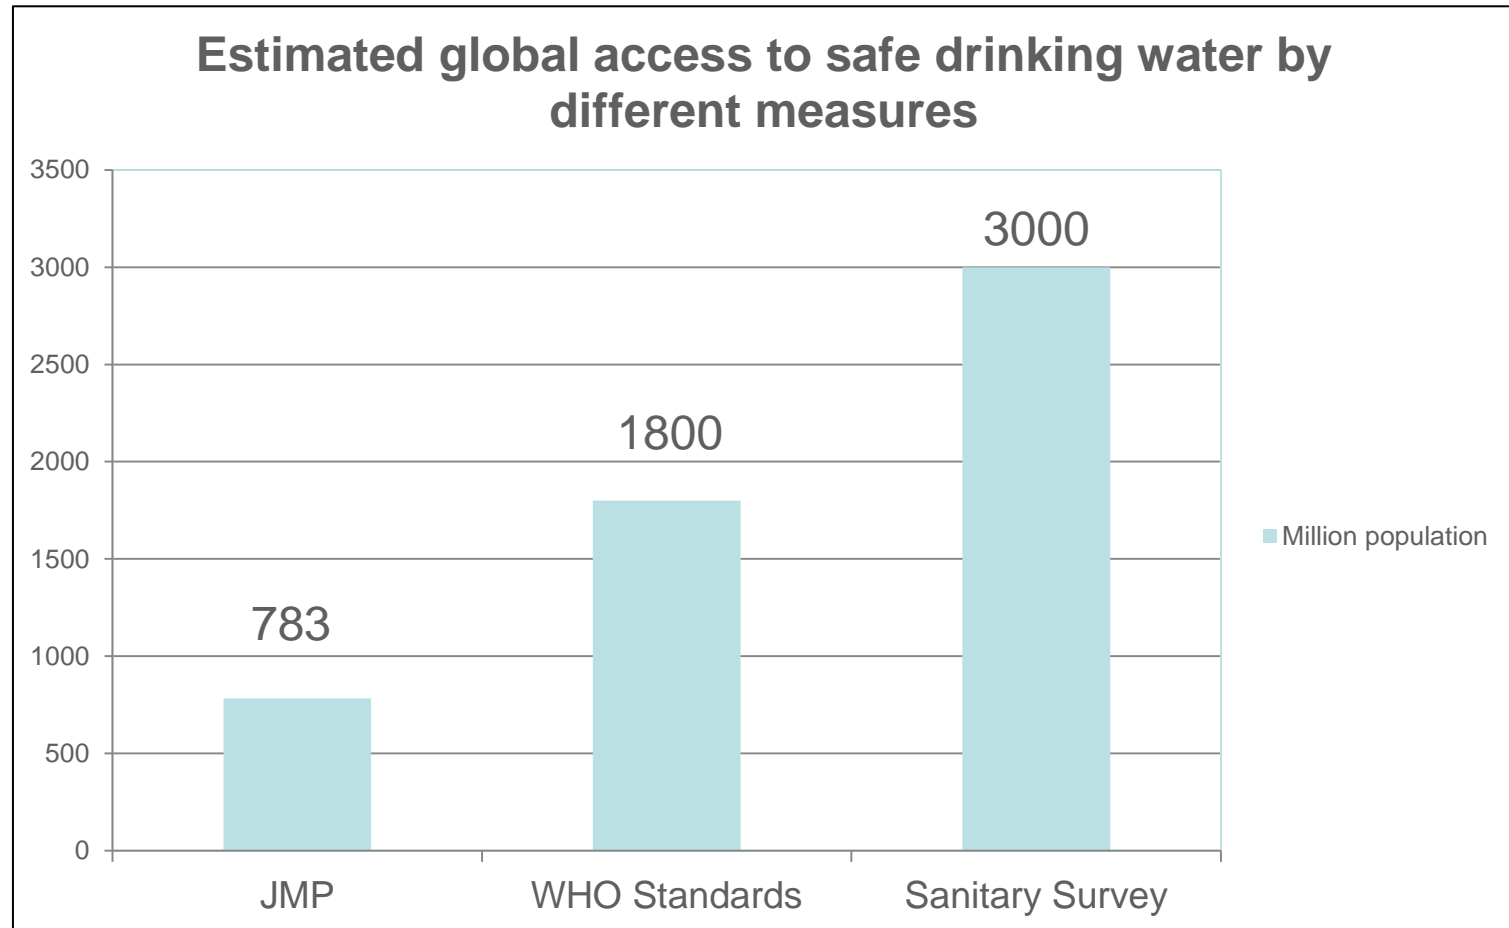 Estimated global access to safe drinking water by
different measures
3500
3000
2500
2000
1500
1000
500
0
783
1800
3000
JMP
WHO Standards
Sanitary Survey
Million population